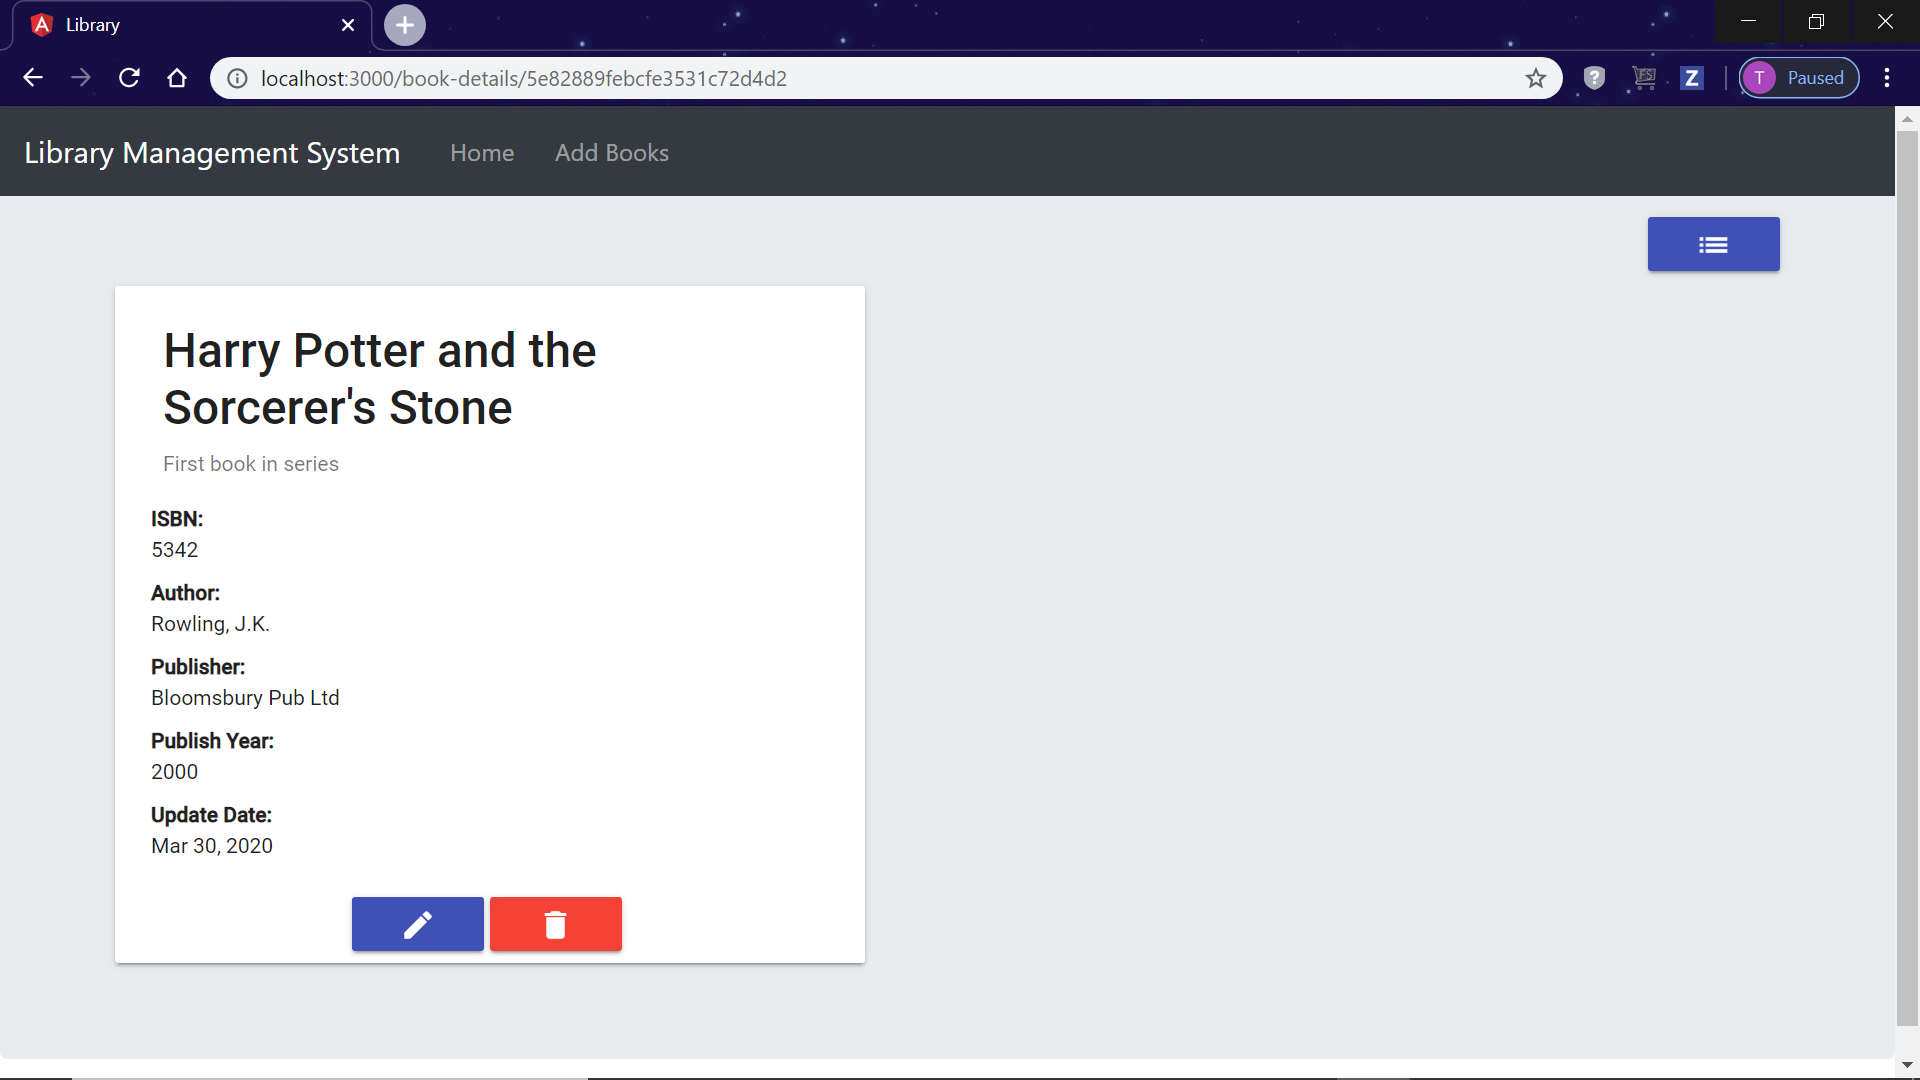 Library
localhost:3000/book-details/5e82889febcfe3531c72d4d2
Z
T Paused
Library Management System Home Add Books
Harry Potter and the
Sorcerer's Stone
First book in series
ISBN:
5342
Author:
Rowling, J.K.
Publisher:
Bloomsbury Pub Ltd
Publish Year:
2000
Update Date:
Mar 30, 2020